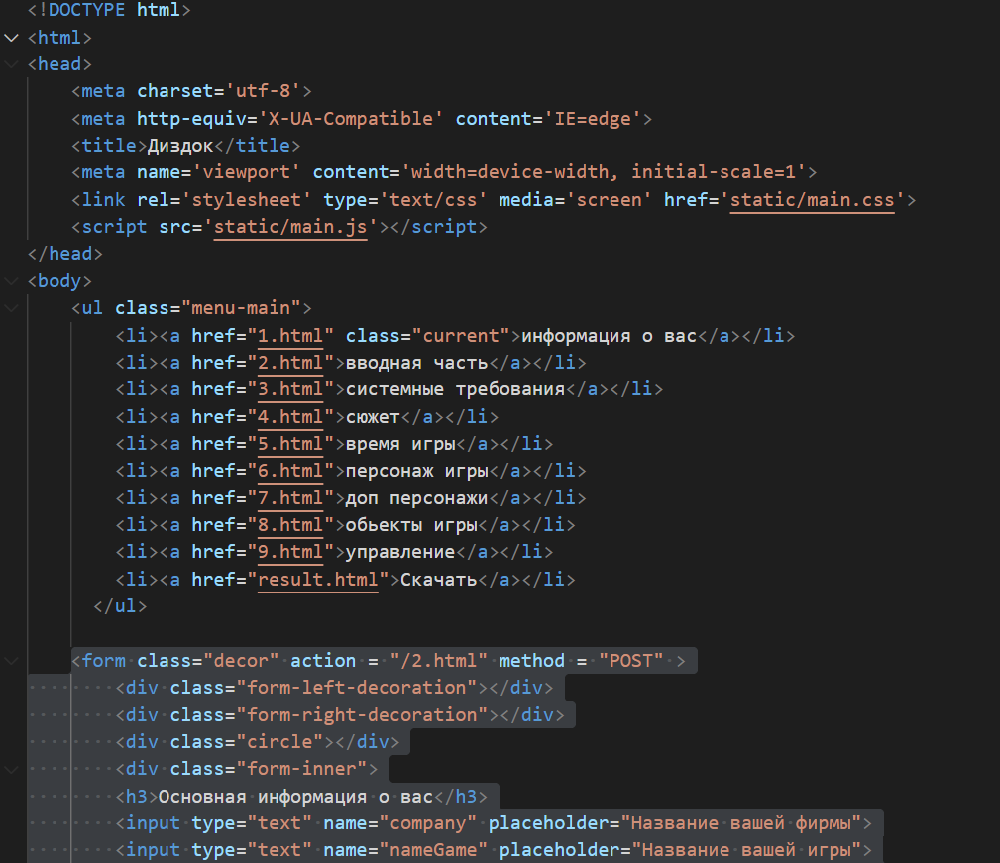 <!DOCTYPE html>
<html>
<head>
<meta charset='utf-8'>
<meta http-equiv='X-UA-Compatible' content='IE=edge'>
<title>Диздок</title>
<meta name='viewport' content='width=device-width, initial-scale=1'>
<link rel='stylesheet' type='text/css' media='screen' href='static/main.css'>
<script src='static/main.js'></script>
</head>
<body>
<ul class="menu-main">
<li><a href="1.html" class="current">информация о вас</a></li>
<li><a href="2.html">вводная часть</a></li>
<li><a href="3.html">системные требования</a></li>
<li><a href="4.html">сюжет</a></li>
<li><a href="5.html">время игры</a></li>
<li><a href="6.html">персонаж игры</a></li>
<li><a href="7.html">доп персонажи</a></li>
<li><a href="8.html">обьекты игры</a></li>
<li><a href="9.html">управление</a></li>
<li><a href="result.html">Скачать</a></li>
</ul>
<form class="decor" action = "/2.html" method = "POST" >
<div class="form-left-decoration"></div>
<div class="form-right-decoration"></div>
<div class="circle"></div>
<div class="form-inner">
<h3>Основная информация о вас</h3>
<input type="text" name="company" placeholder="Название вашей фирмы">
<input type="text" name="nameGame" placeholder="Название вашей игры">